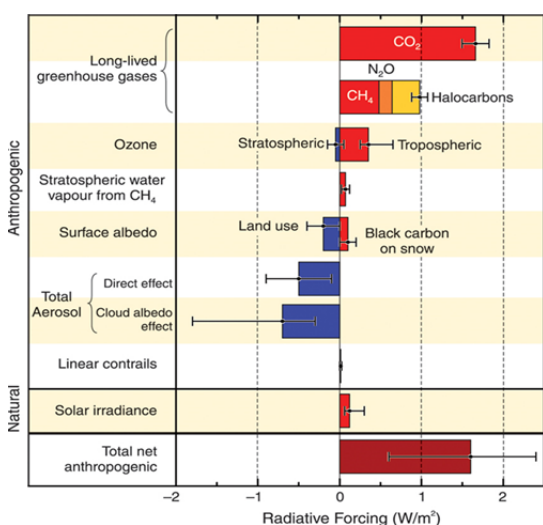 Anthropogenic
Natural
Long-lived
greenhouse gases
CO₂
N₂O
CH₄
Halocarbons
Ozone
Stratospheric
Tropospheric
Stratospheric water
vapour from CH₄
Surface albedo
Land use
Black carbon
on snow
Total
Aerosol
Direct effect
Cloud albedo
effect
Linear contrails
Solar irradiance
Total net
anthropogenic
−2 −1 0 1 2
Radiative Forcing (W/m²)